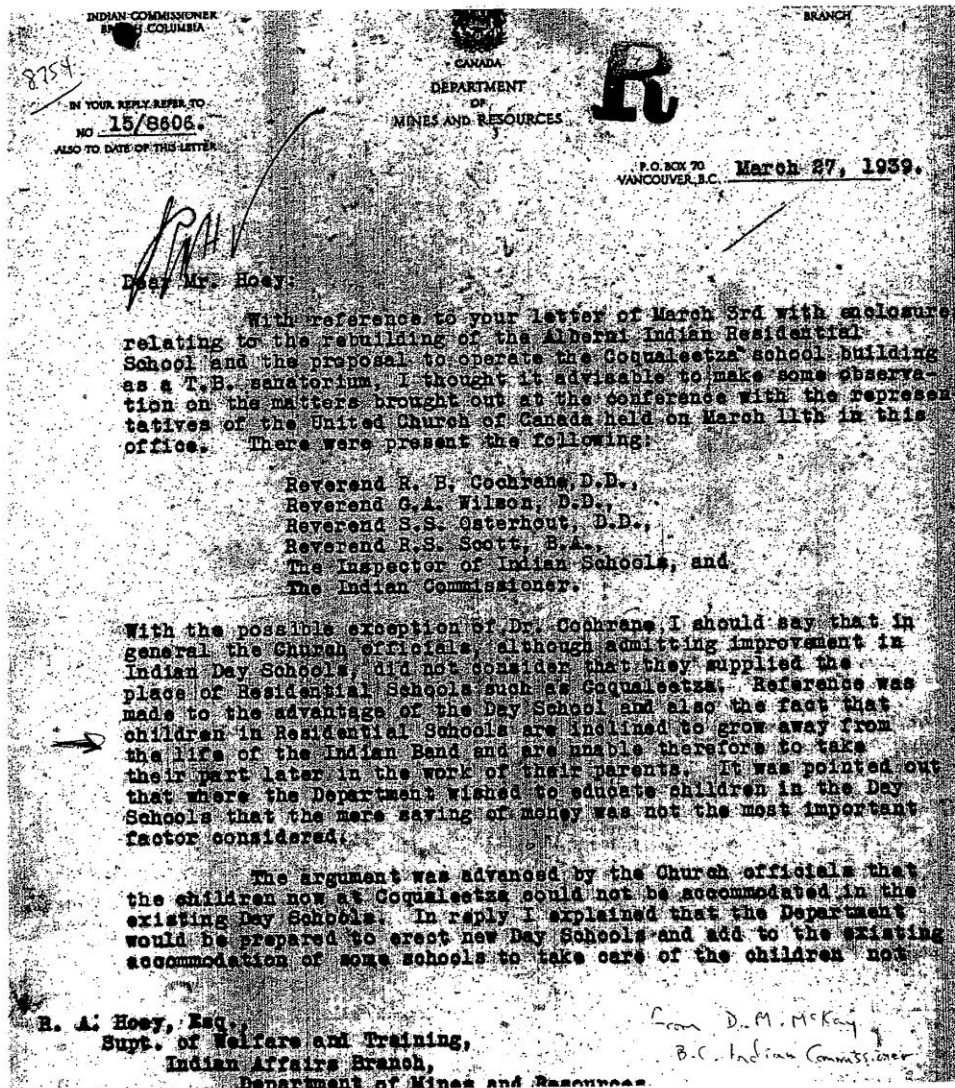 INDIAN COMMISSIONER
COLUMBIA
BRANCH
8754
CANADA
DEPARTMENT
OF
MINES AND RESOURCES
R
IN YOUR REPLY REFER TO
NO 15/8606.
ALSO TO DATE OF THIS LETTER
P.O. BOX 70
VANCOUVER, B.C. March 27, 1939.
Dear Mr. Hoey:
With reference to your letter of March 3rd with enclosure
relating to the rebuilding of the Alberni Indian Residential
School and the proposal to operate the Coqualeetza school building
as a T.B. sanatorium, I thought it advisable to make some observa-
tion on the matters brought out at the conference with the represen
tatives of the United Church of Canada held on March 11th in this
office. There were present the following:
Reverend R. B. Cochrane, D.D.,
Reverend G.A. Wilson, D.D.,
Reverend S.S. Osterhout, D.D.,
Reverend R.S. Scott, B.A.,
The Inspector of Indian Schools, and
The Indian Commissioner.
With the possible exception of Dr. Cochrane I should say that in
general the Church officials, although admitting improvement in
Indian Day Schools, did not consider that they supplied the
place of Residential Schools such as Coqualeetza. Reference was
made to the advantage of the Day School and also the fact that
children in Residential Schools are inclined to grow away from
the life of the Indian Band and are unable therefore to take
their part later in the work of their parents. It was pointed out
that where the Department wished to educate children in the Day
Schools that the mere saving of money was not the most important
factor considered.
The argument was advanced by the Church officials that
the children now at Coqualeetza could not be accommodated in the
existing Day Schools. In reply I explained that the Department
would be prepared to erect new Day Schools and add to the existing
accommodation of some schools to take care of the children not
R. A. Hoey, Esq.,
Supt. of Welfare and Training,
Indian Affairs Branch,
Department of Mines and Resources
from D. M. McKay
B.C. Indian Commissioner